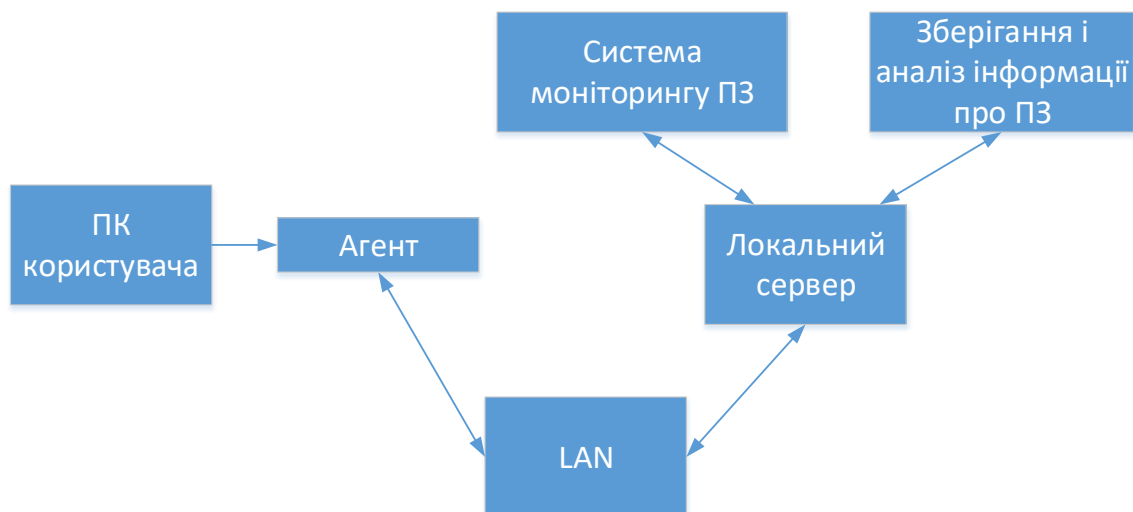 Система
моніторингу ПЗ
Зберігання і
аналіз інформації
про ПЗ
ПК
користувача
Агент
Локальний
сервер
LAN